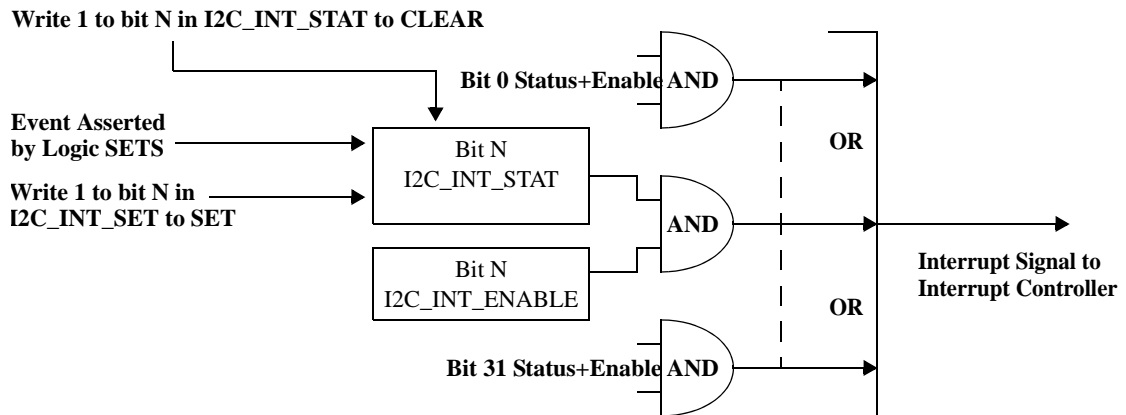 Write 1 to bit N in I2C_INT_STAT to CLEAR
Bit 0 Status+Enable
AND
Event Asserted
by Logic SETS
Bit N
I2C_INT_STAT
OR
Write 1 to bit N in
I2C_INT_SET to SET
AND
Bit N
I2C_INT_ENABLE
Interrupt Signal to
Interrupt Controller
OR
Bit 31 Status+Enable
AND